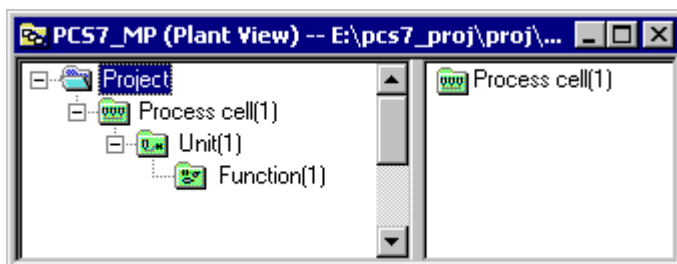 PCS7_MP (Plant View) -- E:\pcs7_proj\proj\...
Project
Process cell(1)
Unit(1)
Function(1)
Process cell(1)